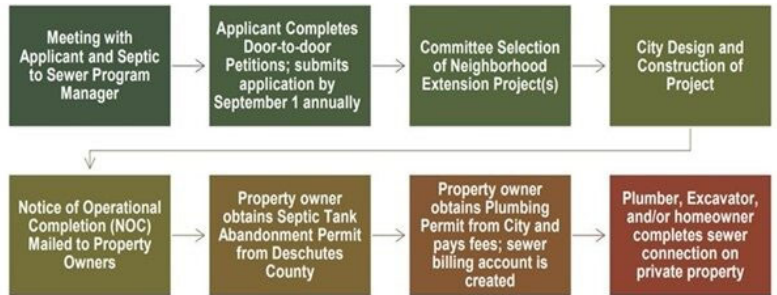 Meeting with
Applicant and Septic
to Sewer Program
Manager
Applicant Completes
Door-to-door
Petitions; submits
application by
September 1 annually
Committee Selection
of Neighborhood
Extension Project(s)
City Design and
Construction of
Project
Notice of Operational
Completion (NOC)
Mailed to Property
Owners
Property owner
obtains Septic Tank
Abandonment Permit
from Deschutes
County
Property owner
obtains Plumbing
Permit from City and
pays fees; sewer
billing account is
created
Plumber, Excavator,
and/or homeowner
completes sewer
connection on
private property